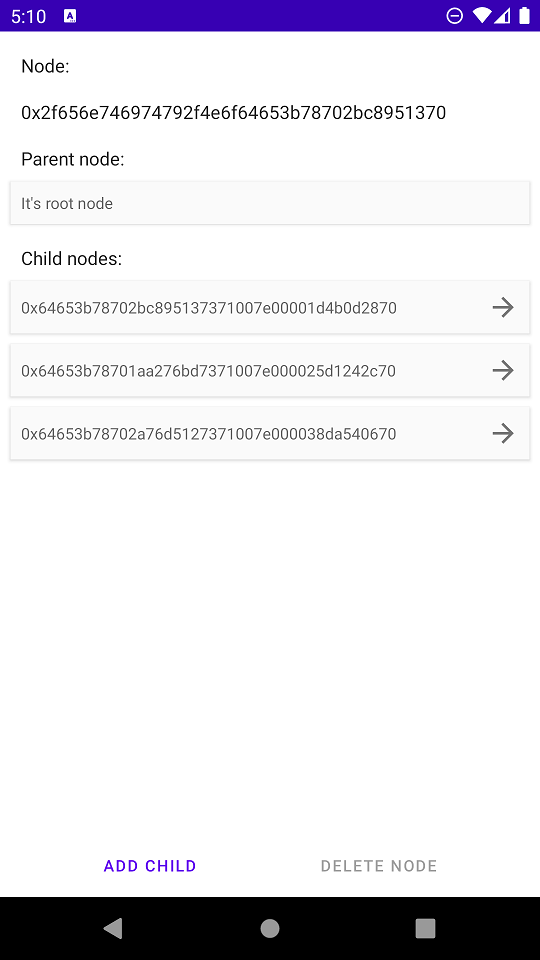 5:10
Node:
0x2f656e746974792f4e6f64653b78702bc8951370
Parent node:
It's root node
Child nodes:
0x64653b78702bc895137371007e00001d4b0d2870
0x64653b78701aa276bd7371007e000025d1242c70
0x64653b78702a76d5127371007e000038da540670
ADD CHILD DELETE NODE